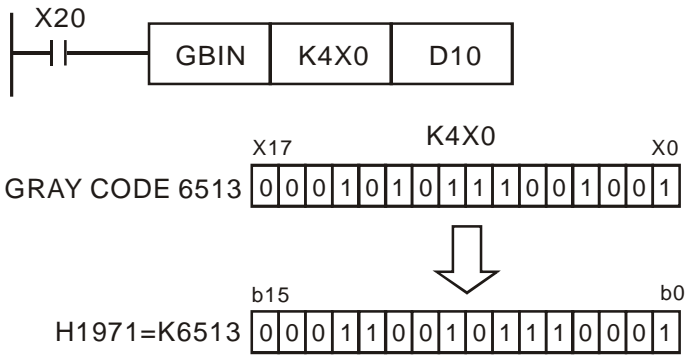 X20
GBIN K4X0 D10
K4X0
X17 X0
GRAY CODE 6513 0 0 0 1 0 1 0 1 1 1 0 0 1 0 0 1
b15 b0
H1971=K6513 0 0 0 1 1 0 0 1 0 1 1 1 0 0 0 1